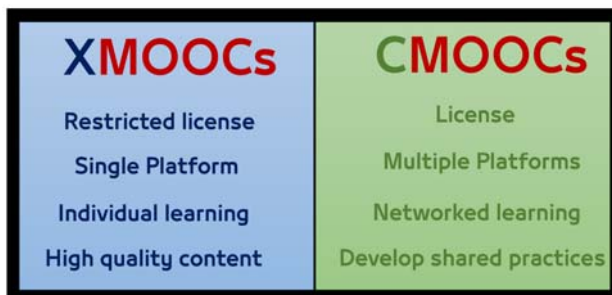 XMOOCs
Restricted license
Single Platform
Individual learning
High quality content
CMOOCs
License
Multiple Platforms
Networked learning
Develop shared practices